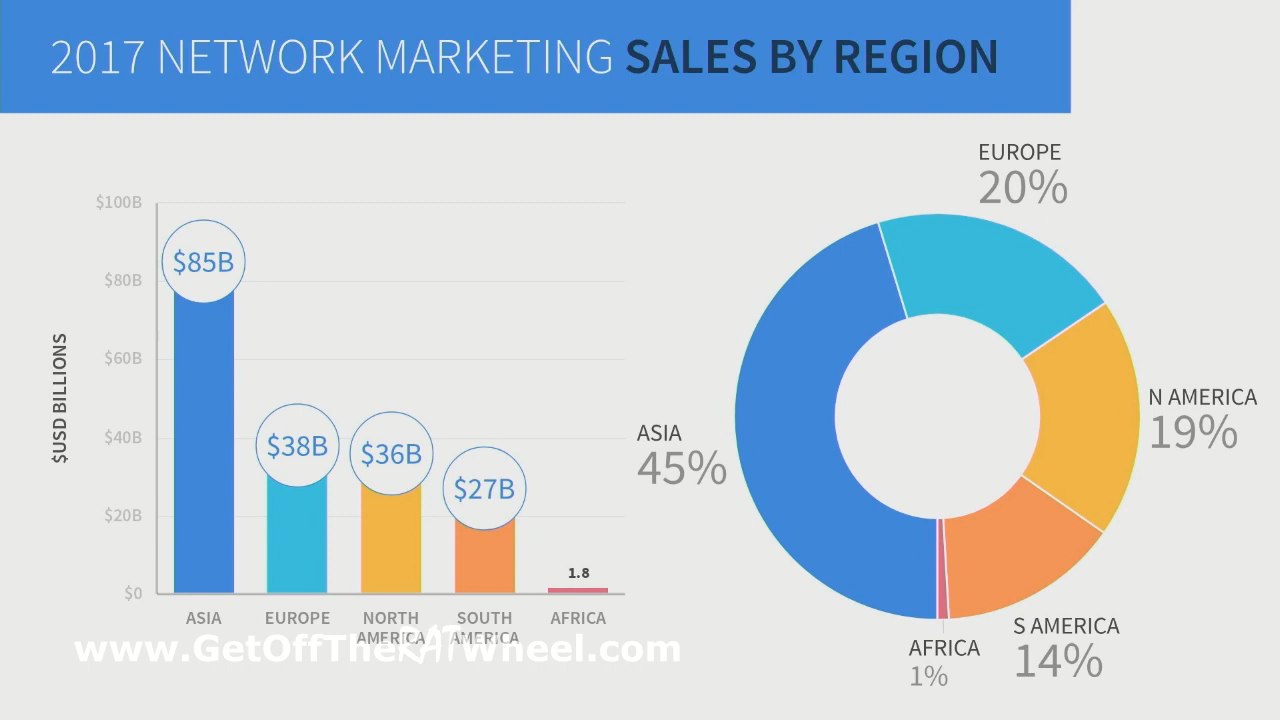 2017 NETWORK MARKETING SALES BY REGION
$USD BILLIONS
$100B
$80B
$60B
$40B
$20B
$0
$85B
$38B
$36B
$27B
1.8
ASIA
EUROPE
NORTH
AMERICA
SOUTH
AMERICA
AFRICA
www.GetOffTheRATWheel.com
EUROPE
20%
N AMERICA
19%
ASIA
45%
S AMERICA
14%
AFRICA
1%